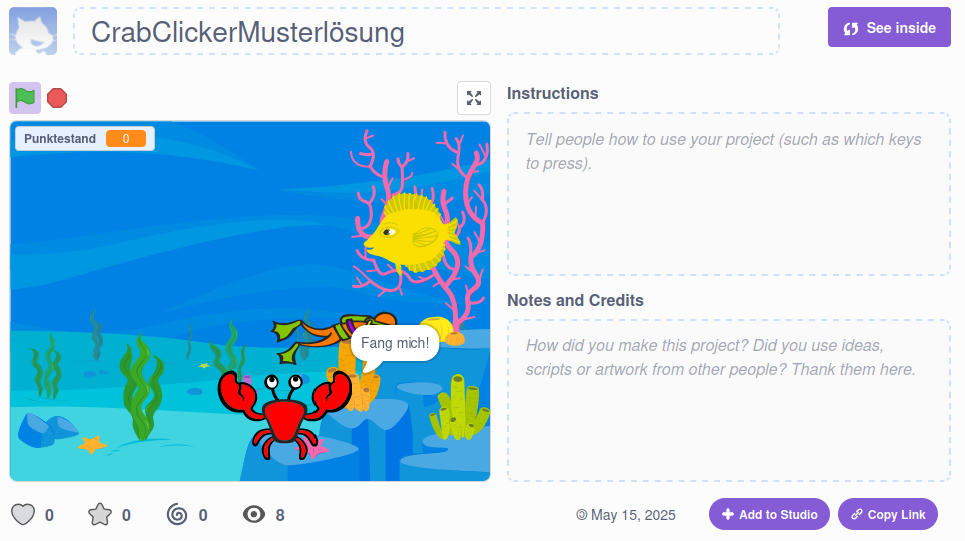 CrabClickerMusterlösung
See inside
Instructions
Punktestand 0
Tell people how to use your project (such as which keys
to press).
Fang mich!
Notes and Credits
How did you make this project? Did you use ideas,
scripts or artwork from other people? Thank them here.
0 0 0 8
© May 15, 2025
Add to Studio
Copy Link